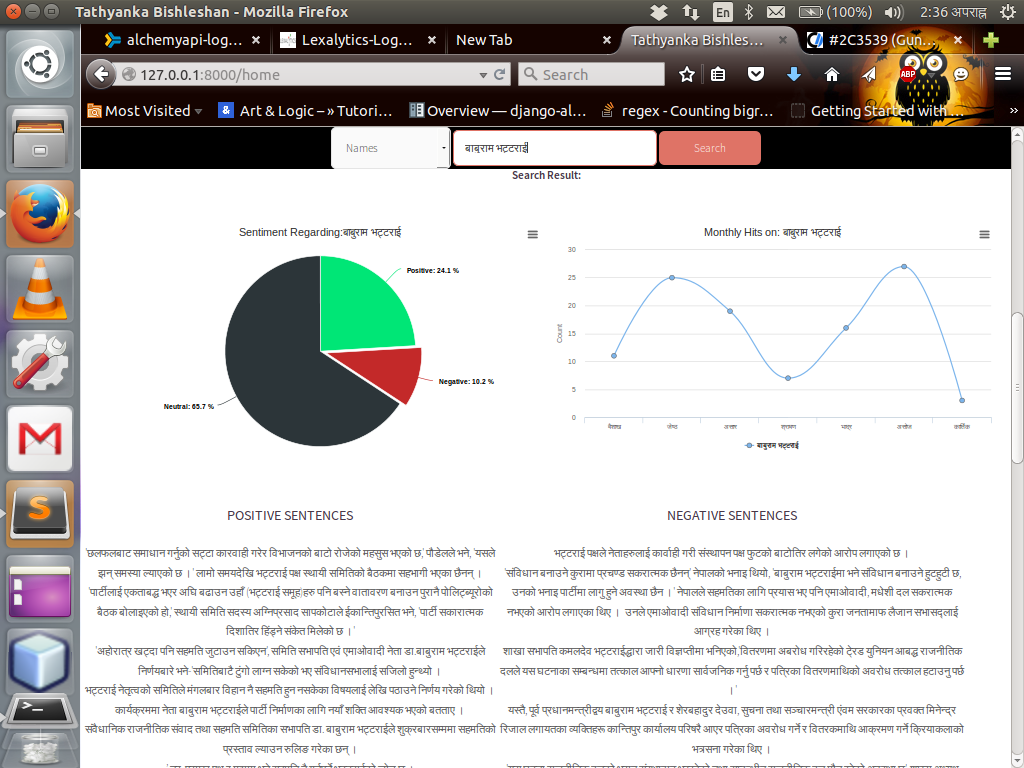 Tathyanka Bishleshan - Mozilla Firefox
En
(100%)
2:36 अपराह्न
alchemyapi-log...
Lexalytics-Log...
New Tab
Tathyanka Bishles...
#2C3539 (Gun...
127.0.0.1:8000/home
Search
ABP
Most Visited
Art & Logic – » Tutori...
Overview — django-al...
regex - Counting bigr...
Getting Started with ...
Names
बाबुराम भट्टराई
Search
Search Result:
Sentiment Regarding:बाबुराम भट्टराई
Positive: 24.1 %
Negative: 10.2 %
Neutral: 65.7 %
Monthly Hits on: बाबुराम भट्टराई
30
25
20
15
10
5
0
Count
बैशाख
जेष्ठ
असार
श्रावण
भाद्र
असोज
कार्तिक
बाबुराम भट्टराई
POSITIVE SENTENCES
'छलफलबाट समाधान गर्नुको सट्टा कारवाही गरेर विभाजनको बाटो रोजेको महसुस भएको छ,' पौडेलले भने, 'यसले
झन् समस्या ल्याएको छ ।' लामो समयदेखि भट्टराई पक्ष स्थायी समितिको बैठकमा सहभागी भएका छैनन् ।
'पार्टीलाई एकताबद्ध भएर अघि बढाउन उहाँ (भट्टराई समूह)हरु पनि बस्ने वातावरण बनाउन पुरानै पोलिट्ब्यूरोको
बैठक बोलाइएको हो,' स्थायी समिति सदस्य अग्निप्रसाद सापकोटाले ईकान्तिपुरसित भने, 'पार्टी सकारात्मक
दिशातिर हिंड्ने संकेत मिलेको छ ।'
'अहोरात्र खट्दा पनि सहमति जुटाउन सकिएन', समिति सभापति एवं एमाओवादी नेता डा.बाबुराम भट्टराईले
निर्णयबारे भने-'समितिबाटै टुंगो लाग्न सकेको भए संविधानसभालाई सजिलो हुन्थ्यो ।
भट्टराई नेतृत्वको समितिले मंगलबार विहान नै सहमति हुन नसकेका विषयलाई लेखि पठाउने निर्णय गरेको थियो ।
कार्यक्रममा नेता बाबुराम भट्टराईले पार्टी निर्माणका लागि नयाँ शक्ति आवश्यक भएको बतताए ।
संवैधानिक राजनीतिक संवाद तथा सहमति समितिका सभापति डा. बाबुराम भट्टराईले शुक्रबारसम्ममा सहमतिको
प्रस्ताव ल्याउन रुलिङ गरेका छन् ।
NEGATIVE SENTENCES
भट्टराई पक्षले नेताहरुलाई कार्वाही गरी संस्थापन पक्ष फुटको बाटोतिर लगेको आरोप लगाएको छ ।
'संविधान बनाउने कुरामा प्रचण्ड सकरात्मक छैनन्' नेपालको भनाइ थियो, 'बाबुराम भट्टराईमा भने संविधान बनाउने हुटहुटी छ,
उनको भनाइ पार्टीमा लागु हुने अवस्था छैन ।' नेपालले सहमतिका लागि प्रयास भए पनि एमाओवादी, मधेशी दल सकरात्मक
नभएको आरोप लगाएका थिए । उनले एमाओवादी संविधान निर्माणा सकरात्मक नभएको कुरा जनतामाफ लैजान सभासद्लाई
आग्रह गरेका थिए ।
शाखा सभापति कमलदेव भट्टराईद्धारा जारी विज्ञप्तीमा भनिएको,'वितरणमा अबरोध गरिरहेको ट्रेरड युनियन आबद्ध राजनीतिक
दलले यस घटनाका सम्बन्धमा तत्काल आफ्नो धारणा सार्वजनिक गर्नु पर्छ र पत्रिका वितरणमाथिको अवरोध तत्काल हटाउनु पर्छ
।'
यस्तै, पूर्व प्रधानमन्त्रीद्वय बाबुराम भट्टराई र शेरबहादुर देउवा, सुचना तथा सञ्चारमन्त्री एंवम सरकारका प्रवक्त मिनेन्द्र
रिजाल लगायतका व्यक्तिहरू कान्तिपुर कार्यालय परिषरै आएर पत्रिका अवरोध गर्ने र वितरकमाथि आक्रमण गर्ने क्रियाकलाको
भत्रसना गरेका थिए ।